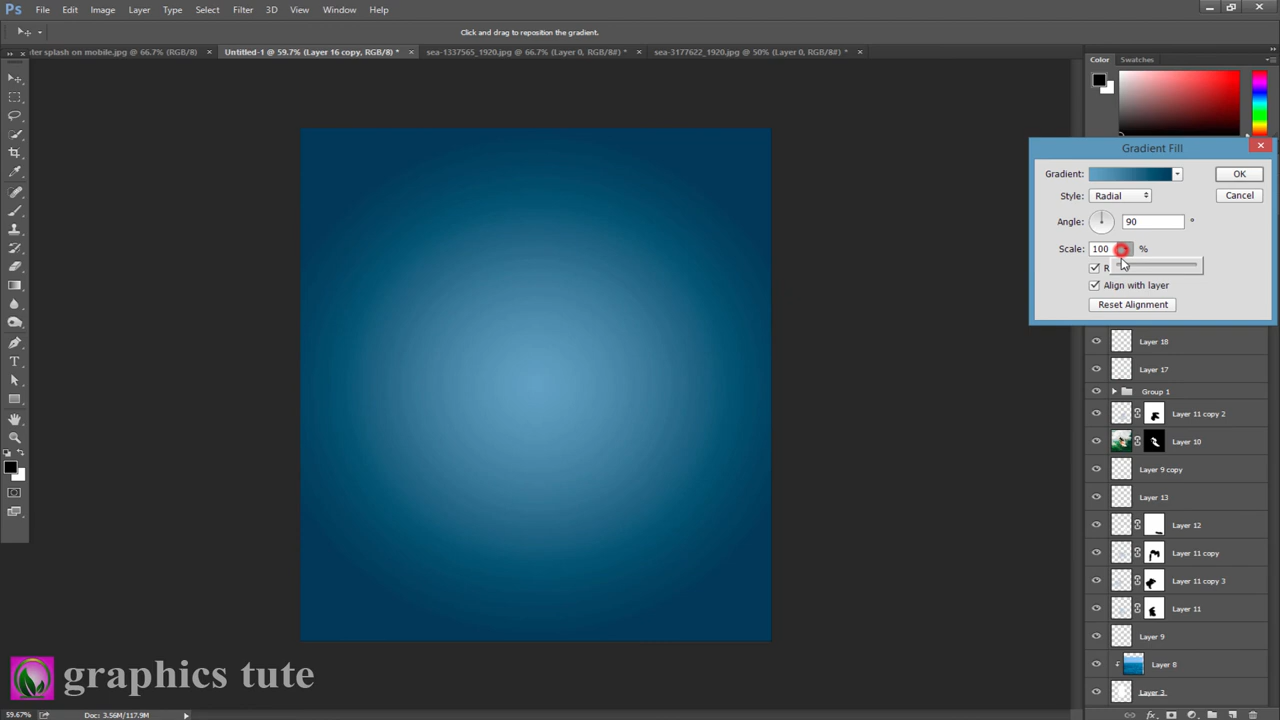 Ps File Edit Image Layer Type Select Filter 3D View Window Help
Click and drag to reposition the gradient.
splash on mobile.jpg @ 66.7% (RGB/8) × Untitled-1 @ 59.7% (Layer 16 copy, RGB/8) * × sea-1337565_1920.jpg @ 66.7% (Layer 0, RGB/8#) * × sea-3177622_1920.jpg @ 50% (Layer 0, RGB/8#) * ×
Color Swatches
Gradient Fill
Gradient: OK
Style: Radial Cancel
Angle: 90 °
Scale: 100 %
R
Align with layer
Reset Alignment
Layer 18
Layer 17
Group 1
Layer 11 copy 2
Layer 10
Layer 9 copy
Layer 13
Layer 12
Layer 11 copy
Layer 11 copy 3
Layer 11
Layer 9
Layer 8
Layer 3
graphics tute
59.67% Doc: 3.56M/117.9M
fx